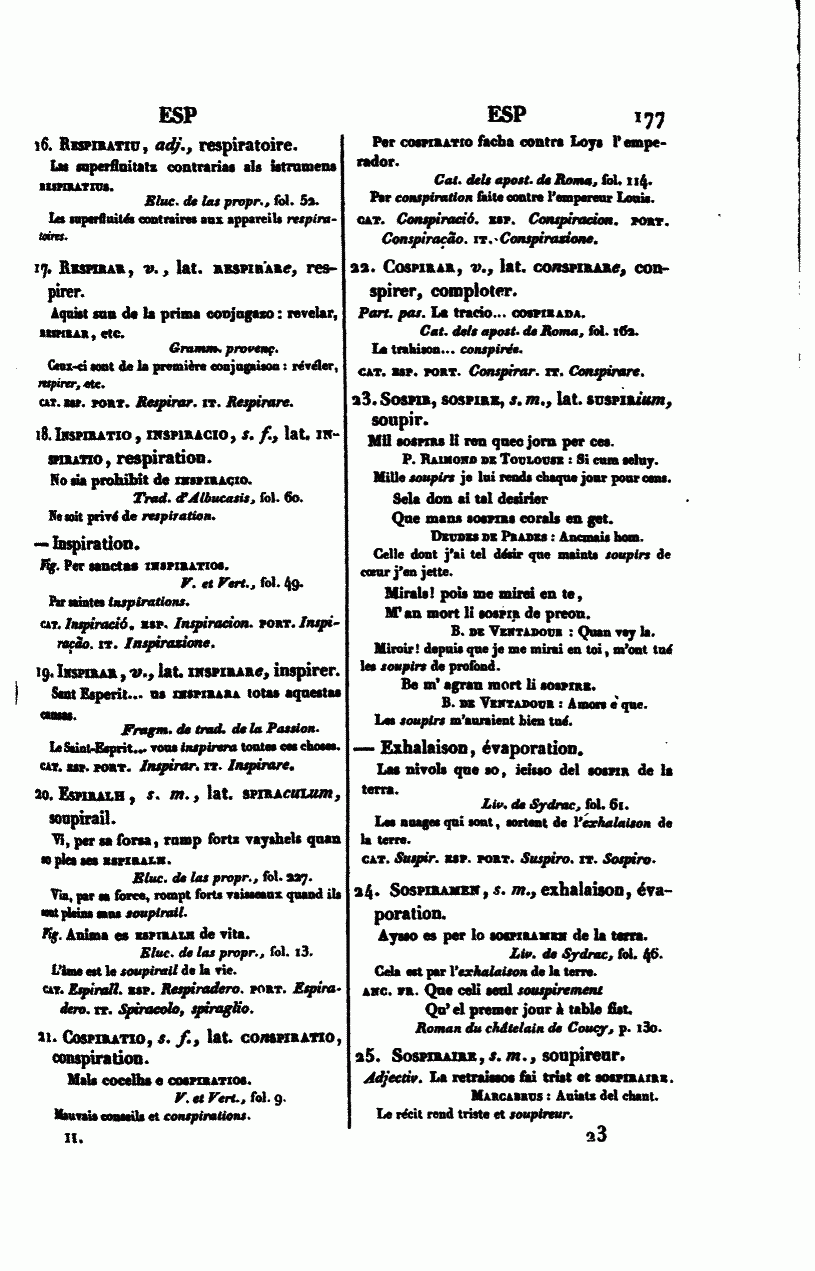 ESP
16. RESPIRATIU, adj., respiratoire.
Las superfluitatz contrarias als istrumens
RESPIRATIUS.
Eluc. de las propr., fol. 52.
Les superfluités contraires aux appareils respira-
toires.
17. RESPIRAR, v., lat. RESPIRARe, res-
pirer.
Aquist sun de la prima conjugazo : revelar,
RESPIRAR, etc.
Gramm. provenç.
Ceux-ci sont de la première conjugaison : révéler,
respirer, etc.
CAT. ESP. PORT. Respirar. IT. Respirare.
18. INSPIRATIO, INSPIRACIO, s. f., lat. IN-
SPIRATIO, respiration.
No sia prohibit de INSPIRAÇIO.
Trad. d'Albucasis, fol. 60.
Ne soit privé de respiration.
— Inspiration.
Fig. Per sanctas INSPIRATIOS.
V. et Vert., fol. 49.
Par saintes inspirations.
CAT. Inspiració. ESP. Inspiracion. PORT. Inspi-
ração. IT. Inspirazione.
19. INSPIRAR, v., lat. INSPIRARe, inspirer.
Sant Esperit... us INSPIRARA totas aquestas
causas.
Fragm. de trad. de la Passion.
Le Saint-Esprit... vous inspirera toutes ces choses.
CAT. ESP. PORT. Inspirar. IT. Inspirare.
20. ESPIRALH, s. m., lat. SPIRACULUM,
soupirail.
Vi, per sa forsa, rump fortz vayshels quan
so ples ses ESPIRALH.
Eluc. de las propr., fol. 227.
Vin, par sa force, rompt forts vaisseaux quand ils
sont pleins sans soupirail.
Fig. Anima es ESPIRALH de vita.
Eluc. de las propr., fol. 13.
L'âme est le soupirail de la vie.
CAT. Espirall. ESP. Respiradero. PORT. Espira-
dero. IT. Spiracolo, spiraglio.
21. COSPIRATIO, s. f., lat. CONSPIRATIO,
conspiration.
Mals cocelhs e COSPIRATIOS.
V. et Vert., fol. 9.
Mauvais conseils et conspirations.
II.
ESP 177
Per COSPIRATIO facha contra Loys l'empe-
rador.
Cat. dels apost. de Roma, fol. 114.
Par conspiration faite contre l'empereur Louis.
CAT. Conspiració. ESP. Conspiracion. PORT.
Conspiração. IT. Conspirazione.
22. COSPIRAR, v., lat. CONSPIRARe, con-
spirer, comploter.
Part. pas. La tracio... COSPIRADA.
Cat. dels apost. de Roma, fol. 162.
La trahison... conspirée.
CAT. ESP. PORT. Conspirar. IT. Conspirare.
23. SOSPIR, SOSPIRE, s. m., lat. SUSPIRium,
soupir.
Mil SOSPIRS li ren quec jorn per ces.
P. RAIMOND DE TOULOUSE : Si cum seluy.
Mille soupirs je lui rends chaque jour pour cens.
Sela don ai tal desirier
Que mans SOSPIRS corals en get.
DEUDES DE PRADES : Ancmais hom.
Celle dont j'ai tel désir que maints soupirs de
cœur j'en jette.
Mirals! pois me mirei en te,
M'an mort li SOSPIR de preon.
B. DE VENTADOUR : Quan vey la.
Miroir! depuis que je me mirai en toi, m'ont tué
les soupirs de profond.
Be m'agran mort li SOSPIRE.
B. DE VENTADOUR : Amors e que.
Les soupirs m'auraient bien tué.
— Exhalaison, évaporation.
Las nivols que so, ieisso del SOSPIR de la
terra.
Liv. de Sydrac, fol. 61.
Les nuages qui sont, sortent de l'exhalaison de
la terre.
CAT. Suspir. ESP. PORT. Suspiro. IT. Sospiro.
24. SOSPIRAMEN, s. m., exhalaison, éva-
poration.
Aysso es per lo SOSPIRAMEN de la terra.
Liv. de Sydrac, fol. 46.
Cela est par l'exhalaison de la terre.
ANC. FR. Que celi seul souspirement
Qu'el premer jour à table fist.
Roman du châtelain de Coucy, p. 130.
25. SOSPIRAIRE, s. m., soupireur.
Adjectiv. La retraissos fai trist et SOSPIRAIRE.
MARCABRUS : Auiatz del chant.
Le récit rend triste et soupireur.
23